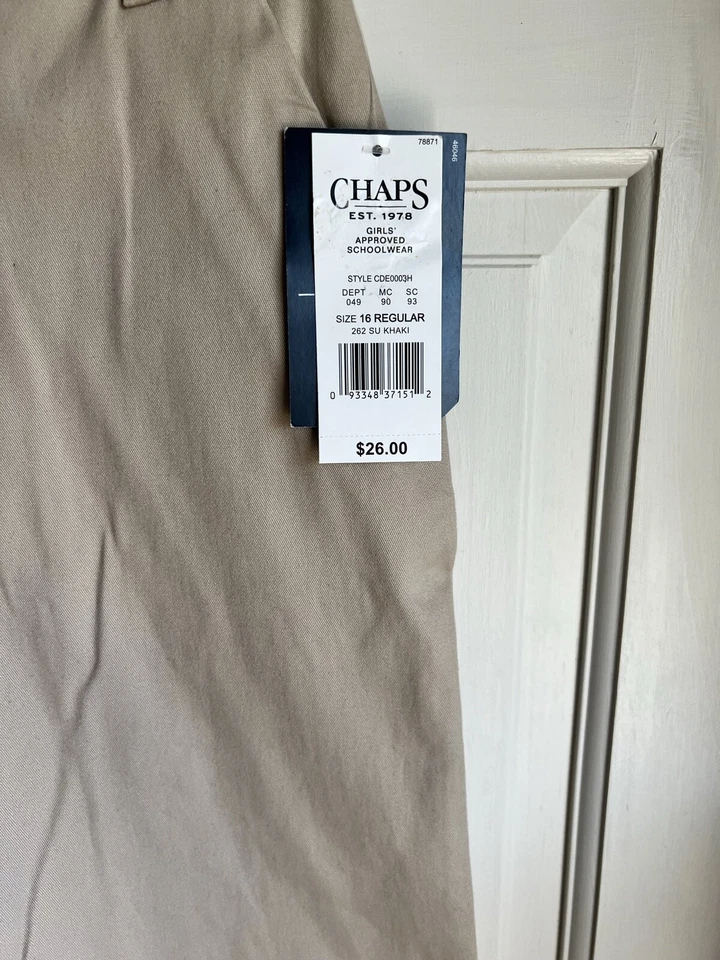 78871
46046
CHAPS
EST. 1978
GIRLS'
APPROVED
SCHOOLWEAR
STYLE CDE0003H
DEPT MC SC
049 90 93
SIZE 16 REGULAR
262 SU KHAKI
0 93348 37151 2
$26.00